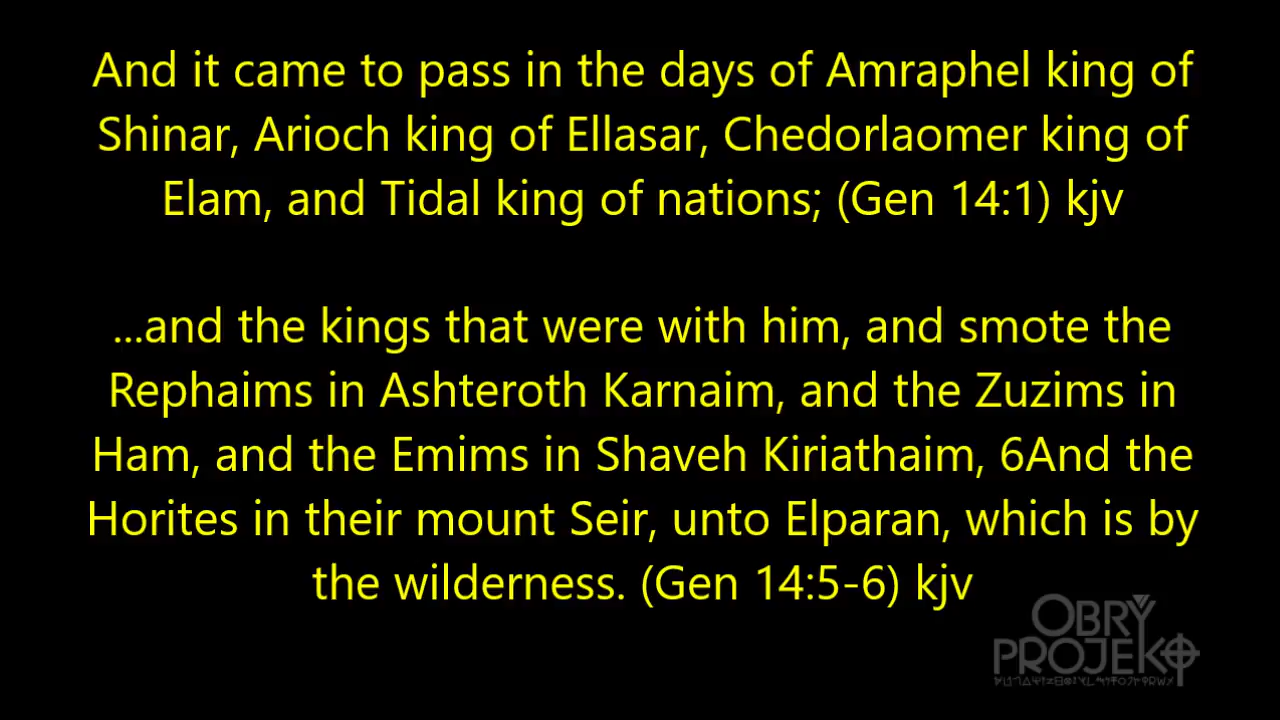 And it came to pass in the days of Amraphel king of
Shinar, Arioch king of Ellasar, Chedorlaomer king of
Elam, and Tidal king of nations; (Gen 14:1) kjv
...and the kings that were with him, and smote the
Rephaims in Ashteroth Karnaim, and the Zuzims in
Ham, and the Emims in Shaveh Kiriathaim, 6And the
Horites in their mount Seir, unto Elparan, which is by
the wilderness. (Gen 14:5-6) kjv
OBRY
PROJEKT